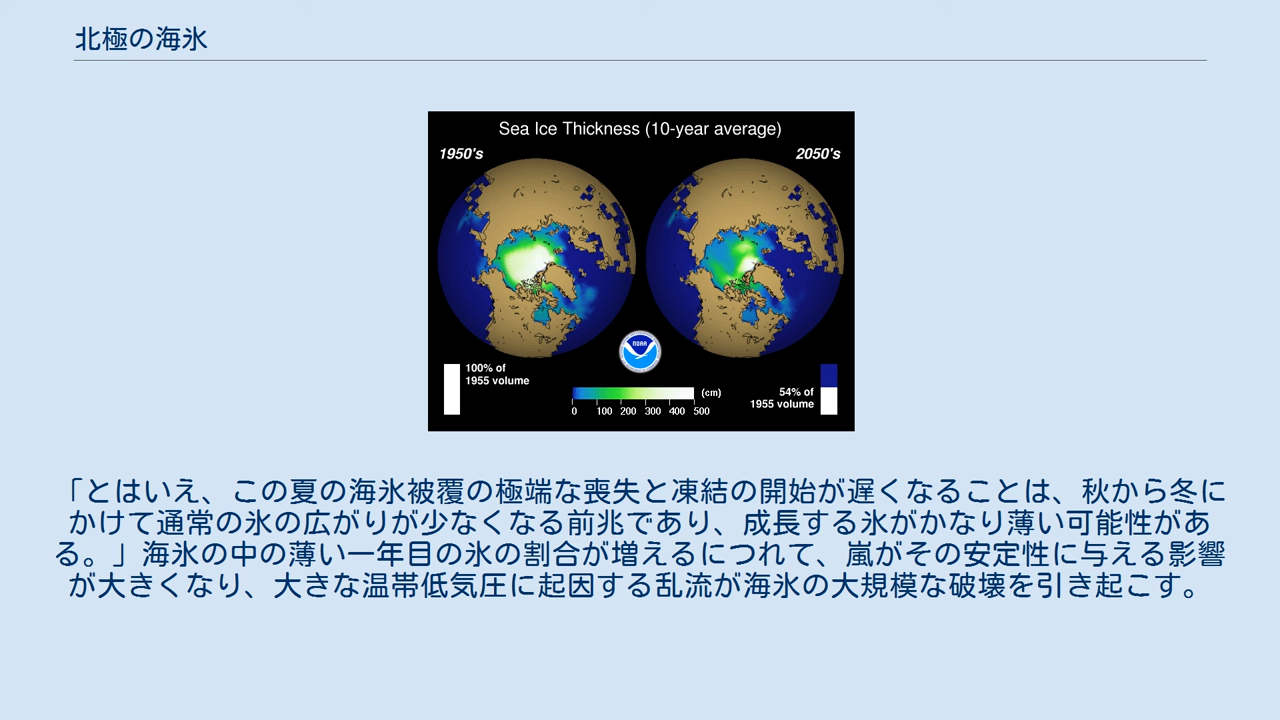 北極の海氷
Sea Ice Thickness (10-year average)
1950's
2050's
NOAA
100% of
1955 volume
(cm)
0 100 200 300 400 500
54% of
1955 volume
「とはいえ、この夏の海氷被覆の極端な喪失と凍結の開始が遅くなることは、秋から冬に
かけて通常の氷の広がりが少なくなる前兆であり、成長する氷がかなり薄い可能性があ
る。」海氷の中の薄い一年目の氷の割合が増えるにつれて、嵐がその安定性に与える影響
が大きくなり、大きな温帯低気圧に起因する乱流が海氷の大規模な破壊を引き起こす。